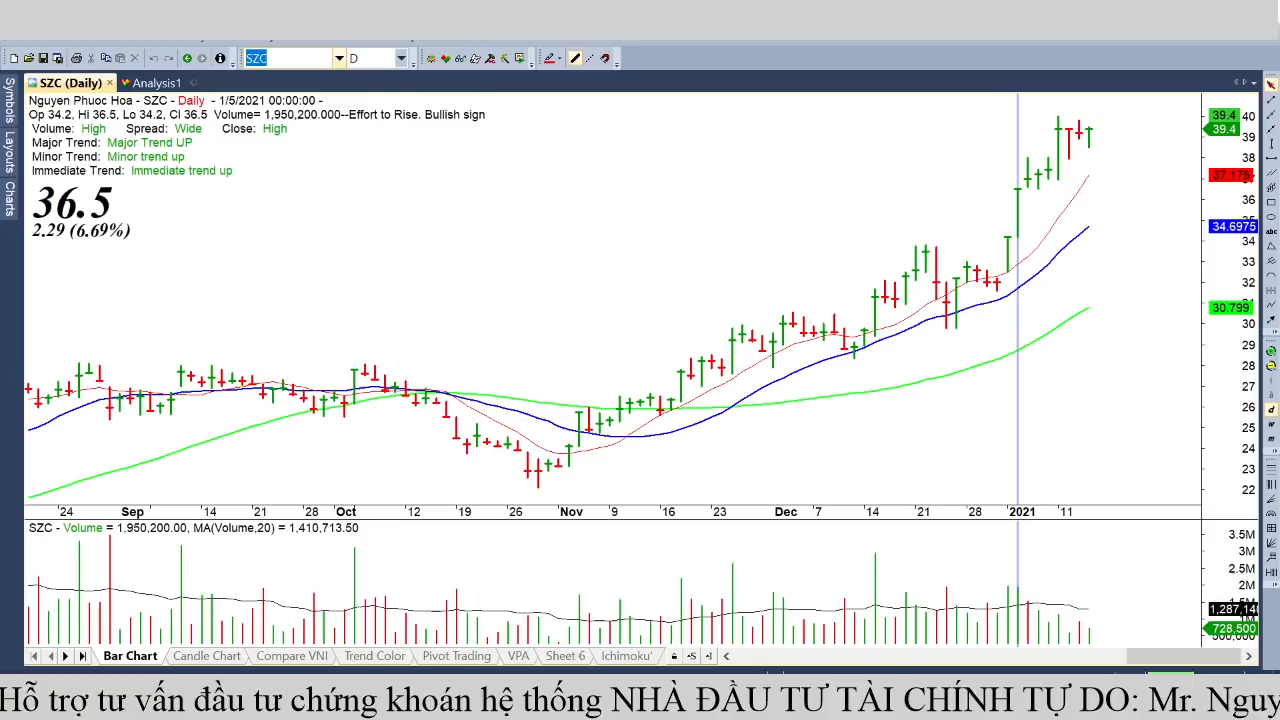 SZC
D
SZC (Daily)
Analysis1
Symbols
Layouts
Charts
Nguyen Phuoc Hoa - SZC - Daily - 1/5/2021 00:00:00 -
Op 34.2, Hi 36.5, Lo 34.2, Cl 36.5 Volume= 1,950,200.000--Effort to Rise. Bullish sign
Volume: High Spread: Wide Close: High
Major Trend: Major Trend UP
Minor Trend: Minor trend up
Immediate Trend: Immediate trend up
36.5
2.29 (6.69%)
39.4
40
39.4
39
38
37.175
36
34.6975
34
33
32
30.799
30
29
28
27
26
25
24
23
22
24 Sep 14 21 28 Oct 12 19 26 Nov 9 16 23 Dec 7 14 21 28 2021 11
SZC - Volume = 1,950,200.00, MA(Volume,20) = 1,410,713.50
3.5M
3M
2.5M
2M
728,500
Bar Chart Candle Chart Compare VNI Trend Color Pivot Trading VPA Sheet 6 Ichimoku'
Hỗ trợ tư vấn đầu tư chứng khoán hệ thống NHÀ ĐẦU TƯ TÀI CHÍNH TỰ DO: Mr. Nguy